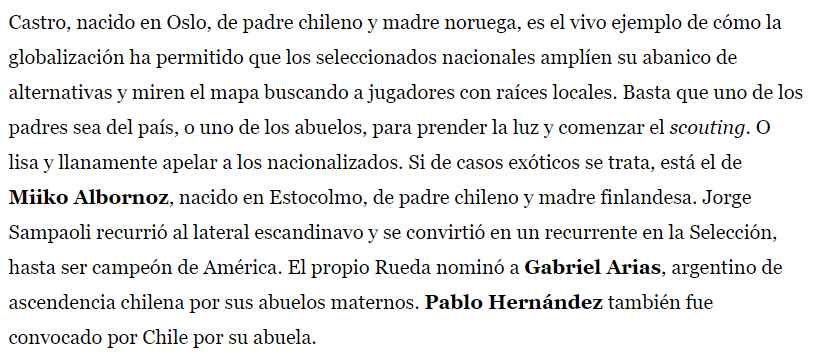 Castro, nacido en Oslo, de padre chileno y madre noruega, es el vivo ejemplo de cómo la
globalización ha permitido que los seleccionados nacionales amplíen su abanico de
alternativas y miren el mapa buscando a jugadores con raíces locales. Basta que uno de los
padres sea del país, o uno de los abuelos, para prender la luz y comenzar el scouting. O
lisa y llanamente apelar a los nacionalizados. Si de casos exóticos se trata, está el de
Miiko Albornoz, nacido en Estocolmo, de padre chileno y madre finlandesa. Jorge
Sampaoli recurrió al lateral escandinavo y se convirtió en un recurrente en la Selección,
hasta ser campeón de América. El propio Rueda nominó a Gabriel Arias, argentino de
ascendencia chilena por sus abuelos maternos. Pablo Hernández también fue
convocado por Chile por su abuela.